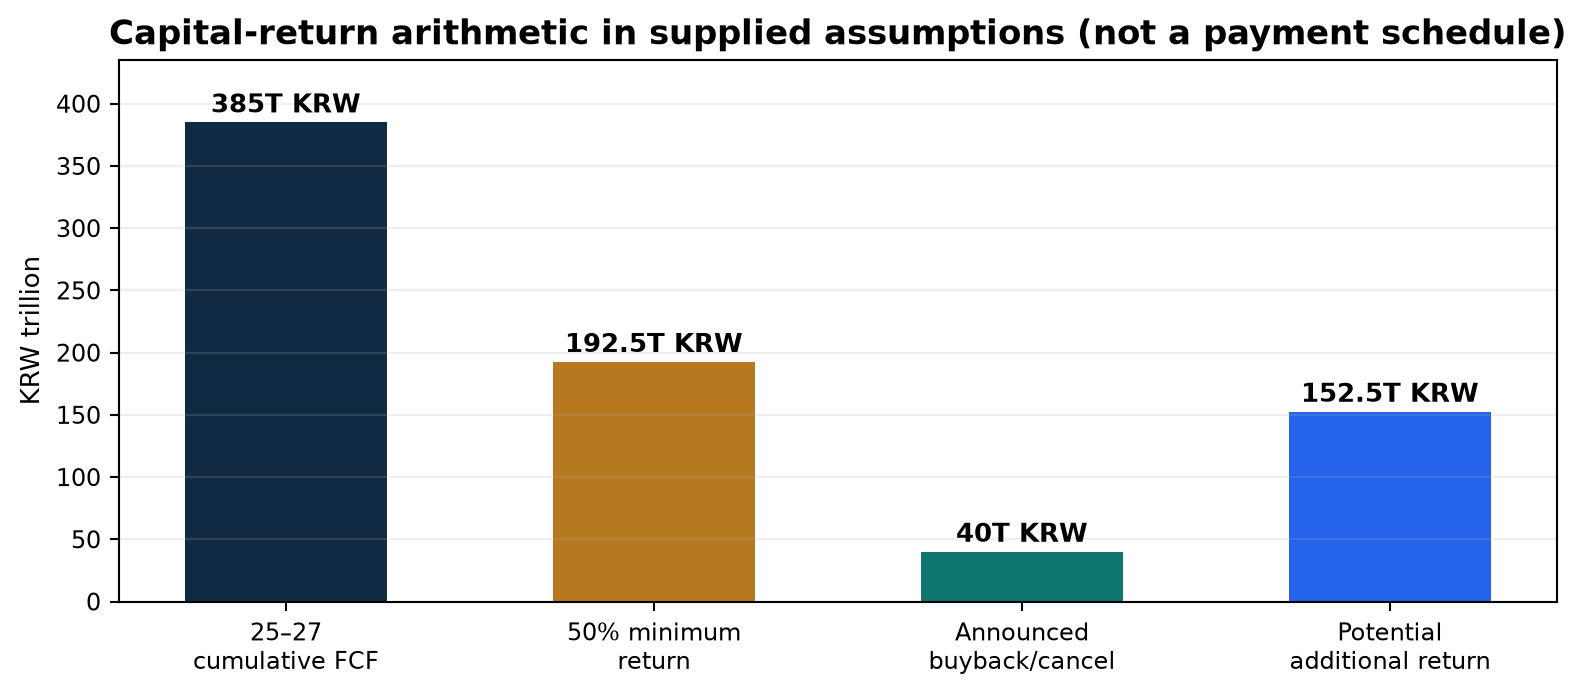 Capital-return arithmetic in supplied assumptions (not a payment schedule)
KRW trillion
400
350
300
250
200
150
100
50
0
385T KRW
192.5T KRW
40T KRW
152.5T KRW
25–27
cumulative FCF
50% minimum
return
Announced
buyback/cancel
Potential
additional return